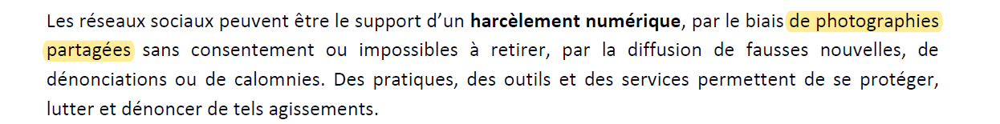 Les réseaux sociaux peuvent être le support d’un harcèlement numérique, par le biais de photographies
partagées sans consentement ou impossibles à retirer, par la diffusion de fausses nouvelles, de
dénonciations ou de calomnies. Des pratiques, des outils et des services permettent de se protéger,
lutter et dénoncer de tels agissements.